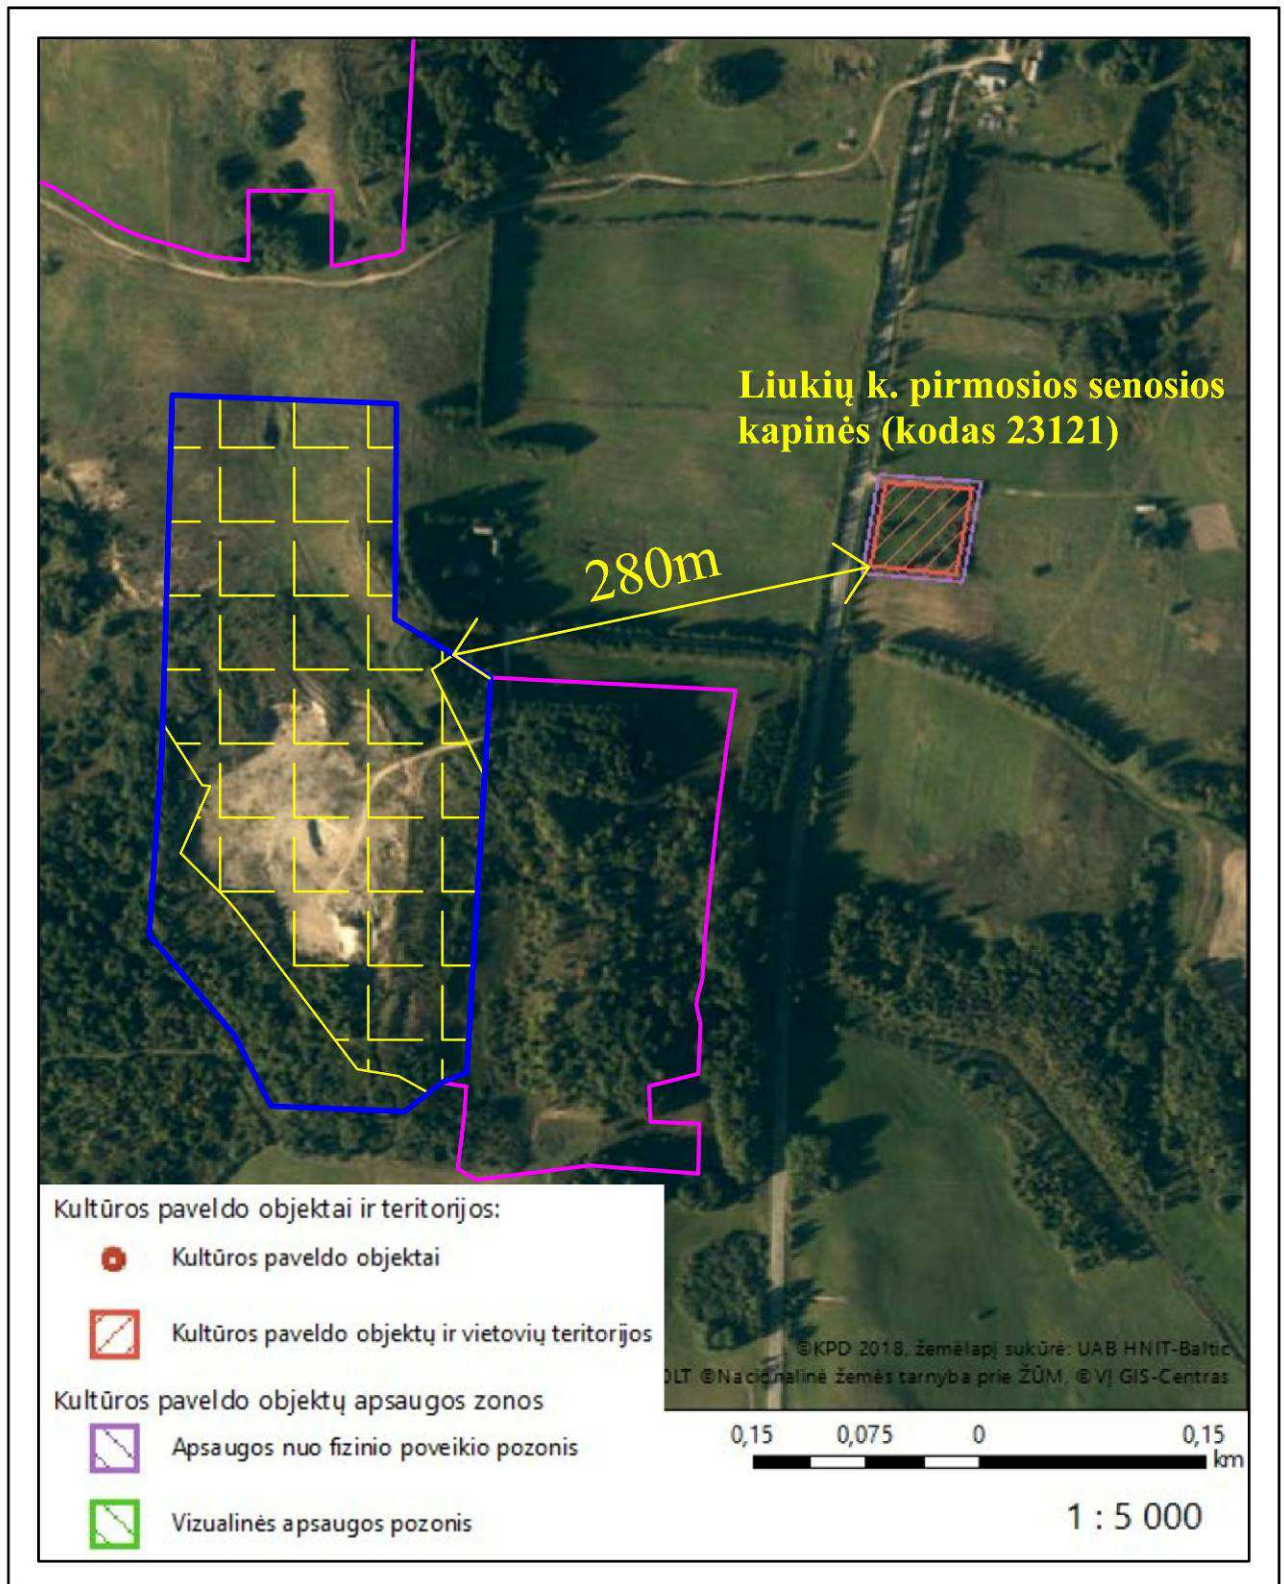 Liukių k. pirmosios senosios
kapinės (kodas 23121)
280m
Kultūros paveldo objektai ir teritorijos:
Kultūros paveldo objektai
Kultūros paveldo objektų ir vietovių teritorijos
Kultūros paveldo objektų apsaugos zonos
Apsaugos nuo fizinio poveikio pozonis
Vizualinės apsaugos pozonis
©KPD 2018, žemėlapį sukūrė: UAB HNIT-Baltic
©Nacionalinė žemės tarnyba prie ŽŪM, © VĮ GIS-Centras
0,15 0,075 0 0,15
km
1 : 5 000